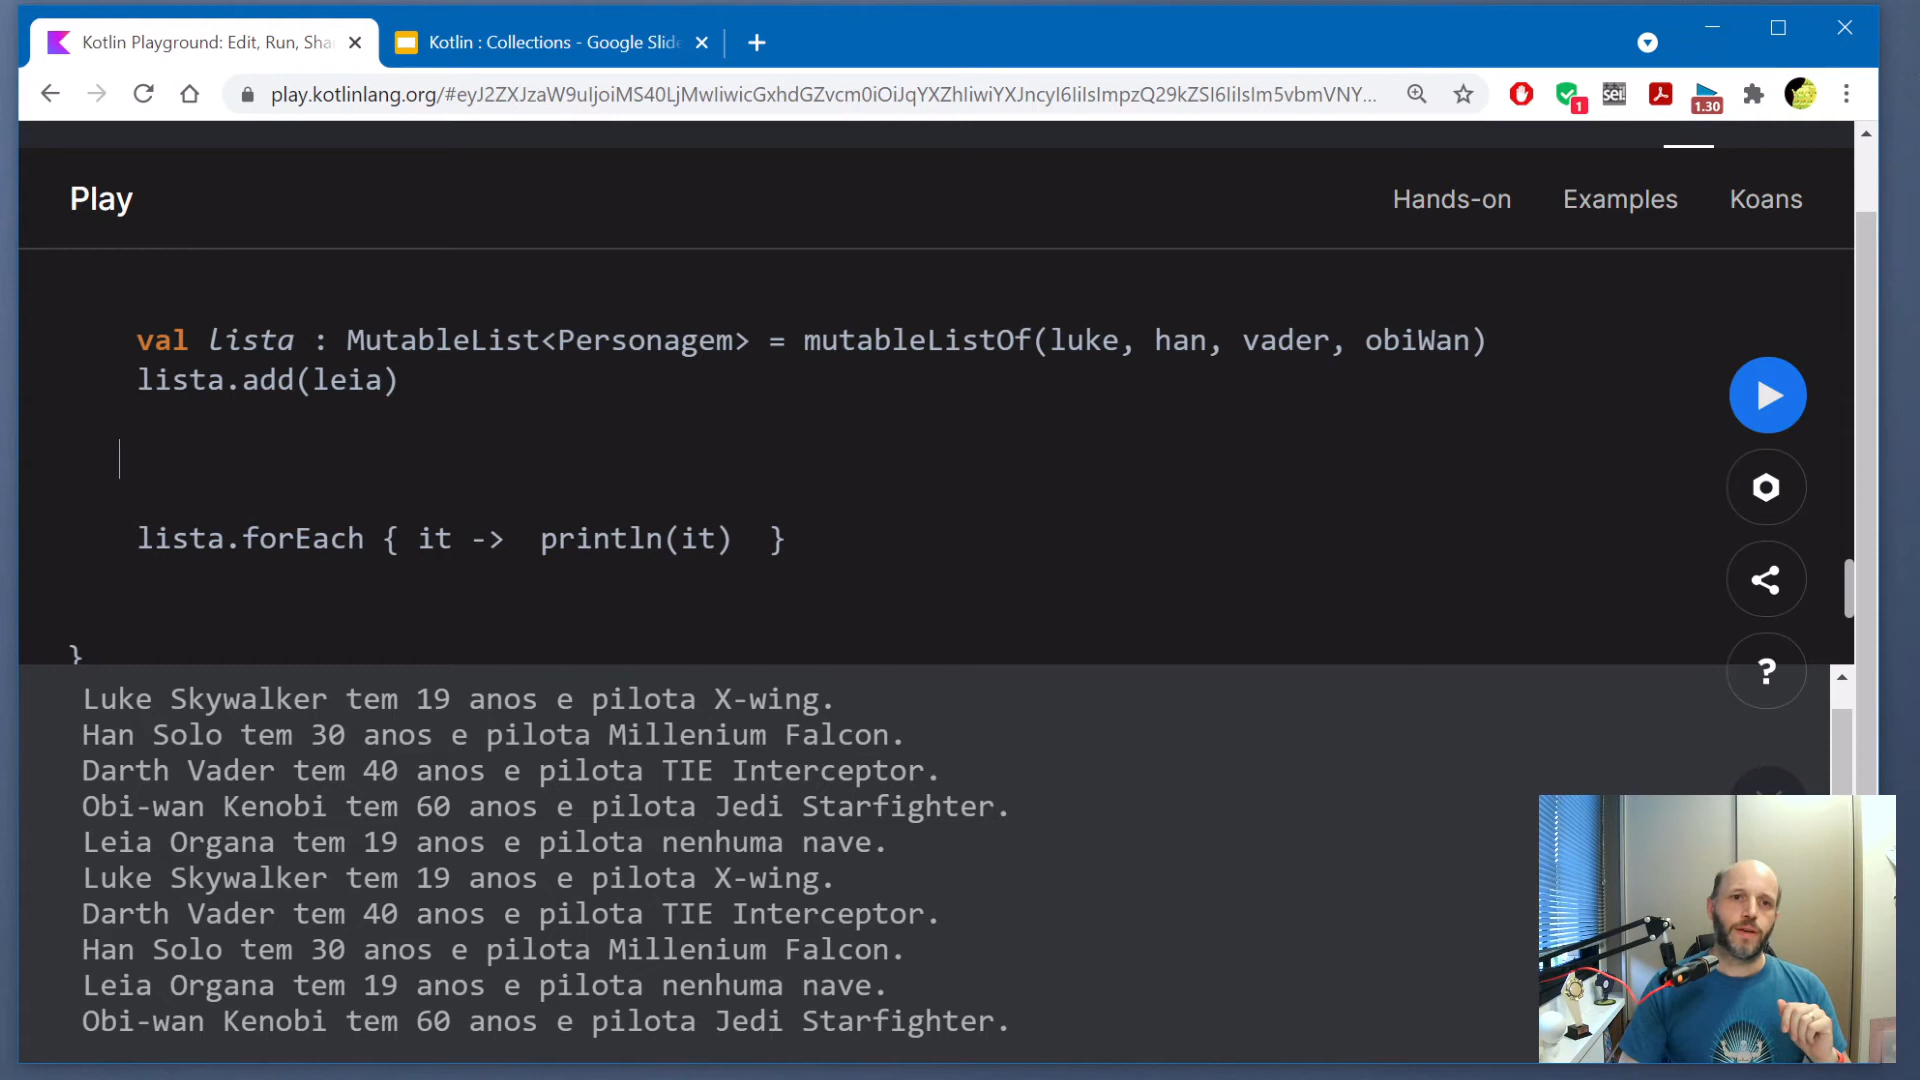 Kotlin Playground: Edit, Run, Sha
Kotlin : Collections - Google Slide
play.kotlinlang.org/#eyJ2ZXJzaW9uIjoiMS40LjMwIiwicGxhdGZvcm0iOiJqYXZhIiwiYXJncyI6IiIsImpzQ29kZSI6IiIsIm5vbmVNY...
1
sei!
1.30
Play
Hands-on
Examples
Koans
val lista : MutableList<Personagem> = mutableListOf(luke, han, vader, obiWan)
lista.add(leia)
lista.forEach { it ->  println(it)  }
}
?
Luke Skywalker tem 19 anos e pilota X-wing.
Han Solo tem 30 anos e pilota Millenium Falcon.
Darth Vader tem 40 anos e pilota TIE Interceptor.
Obi-wan Kenobi tem 60 anos e pilota Jedi Starfighter.
Leia Organa tem 19 anos e pilota nenhuma nave.
Luke Skywalker tem 19 anos e pilota X-wing.
Darth Vader tem 40 anos e pilota TIE Interceptor.
Han Solo tem 30 anos e pilota Millenium Falcon.
Leia Organa tem 19 anos e pilota nenhuma nave.
Obi-wan Kenobi tem 60 anos e pilota Jedi Starfighter.